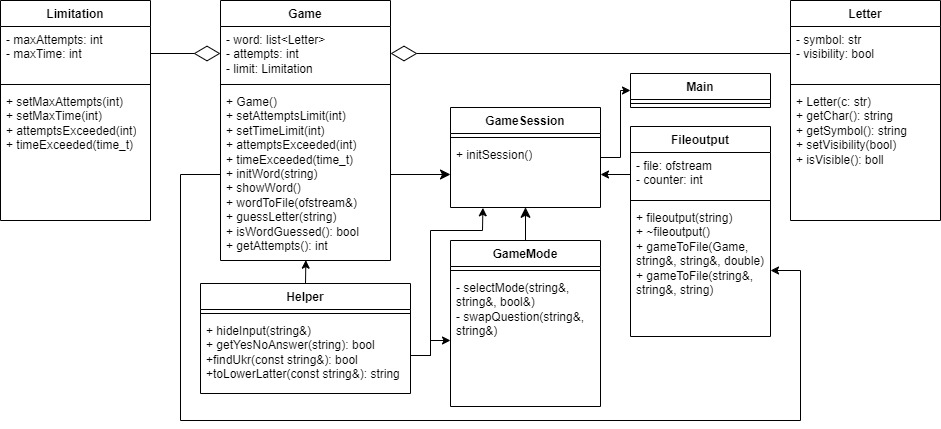 Limitation
- maxAttempts: int
- maxTime: int
+ setMaxAttempts(int)
+ setMaxTime(int)
+ attemptsExceeded(int)
+ timeExceeded(time_t)
Game
- word: list<Letter>
- attempts: int
- limit: Limitation
+ Game()
+ setAttemptsLimit(int)
+ setTimeLimit(int)
+ attemptsExceeded(int)
+ timeExceeded(time_t)
+ initWord(string)
+ showWord()
+ wordToFile(ofstream&)
+ guessLetter(string)
+ isWordGuessed(): bool
+ getAttempts(): int
Letter
- symbol: str
- visibility: bool
+ Letter(c: str)
+ getChar(): string
+ getSymbol(): string
+ setVisibility(bool)
+ isVisible(): boll
Main
GameSession
+ initSession()
Fileoutput
- file: ofstream
- counter: int
+ fileoutput(string)
+ ~fileoutput()
+ gameToFile(Game,
string&, string&, double)
+ gameToFile(string&,
string&, string)
GameMode
- selectMode(string&,
string&, bool&)
- swapQuestion(string&,
string&)
Helper
+ hideInput(string&)
+ getYesNoAnswer(string): bool
+findUkr(const string&): bool
+toLowerLatter(const string&): string